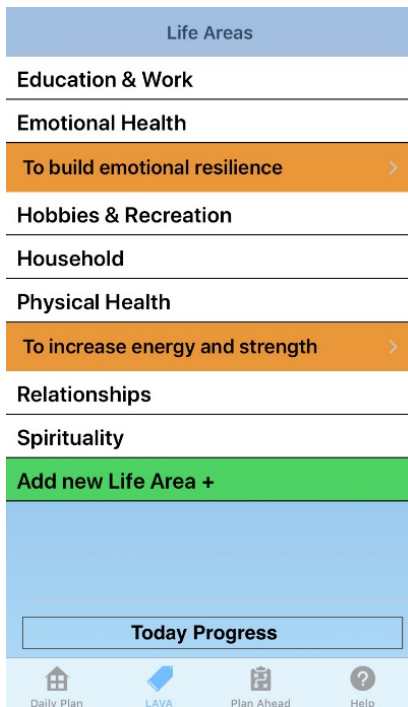 Life Areas
Education & Work
Emotional Health
To build emotional resilience
Hobbies & Recreation
Household
Physical Health
To increase energy and strength
Relationships
Spirituality
Add new Life Area +
Today Progress
Daily Plan LAVA Plan Ahead Help